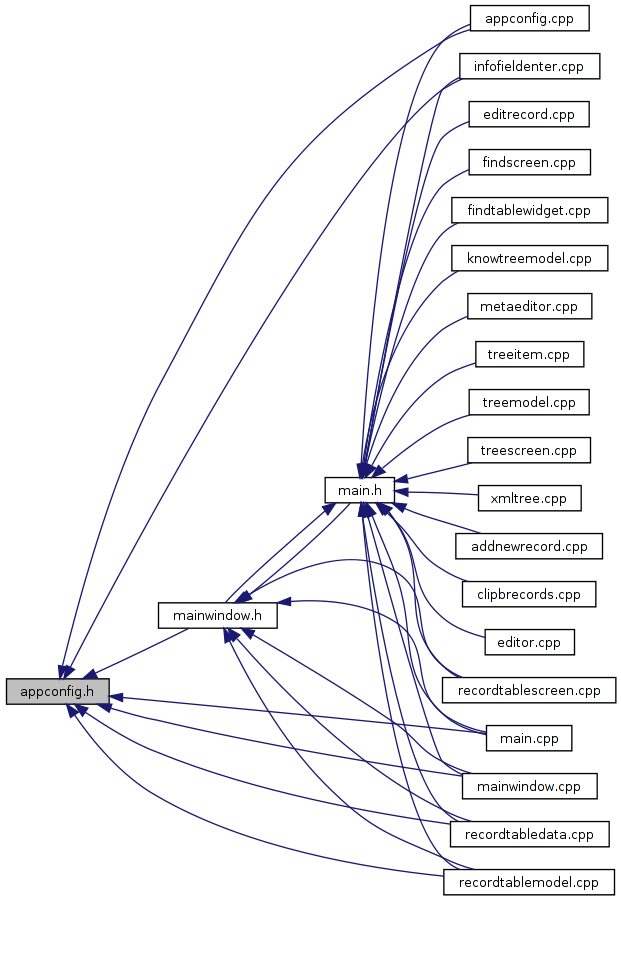 appconfig.cpp
infofieldenter.cpp
editrecord.cpp
findscreen.cpp
findtablewidget.cpp
knowtreemodel.cpp
metaeditor.cpp
treeitem.cpp
treemodel.cpp
treescreen.cpp
main.h
xmltree.cpp
addnewrecord.cpp
clipbrecords.cpp
mainwindow.h
editor.cpp
appconfig.h
recordtablescreen.cpp
main.cpp
mainwindow.cpp
recordtabledata.cpp
recordtablemodel.cpp